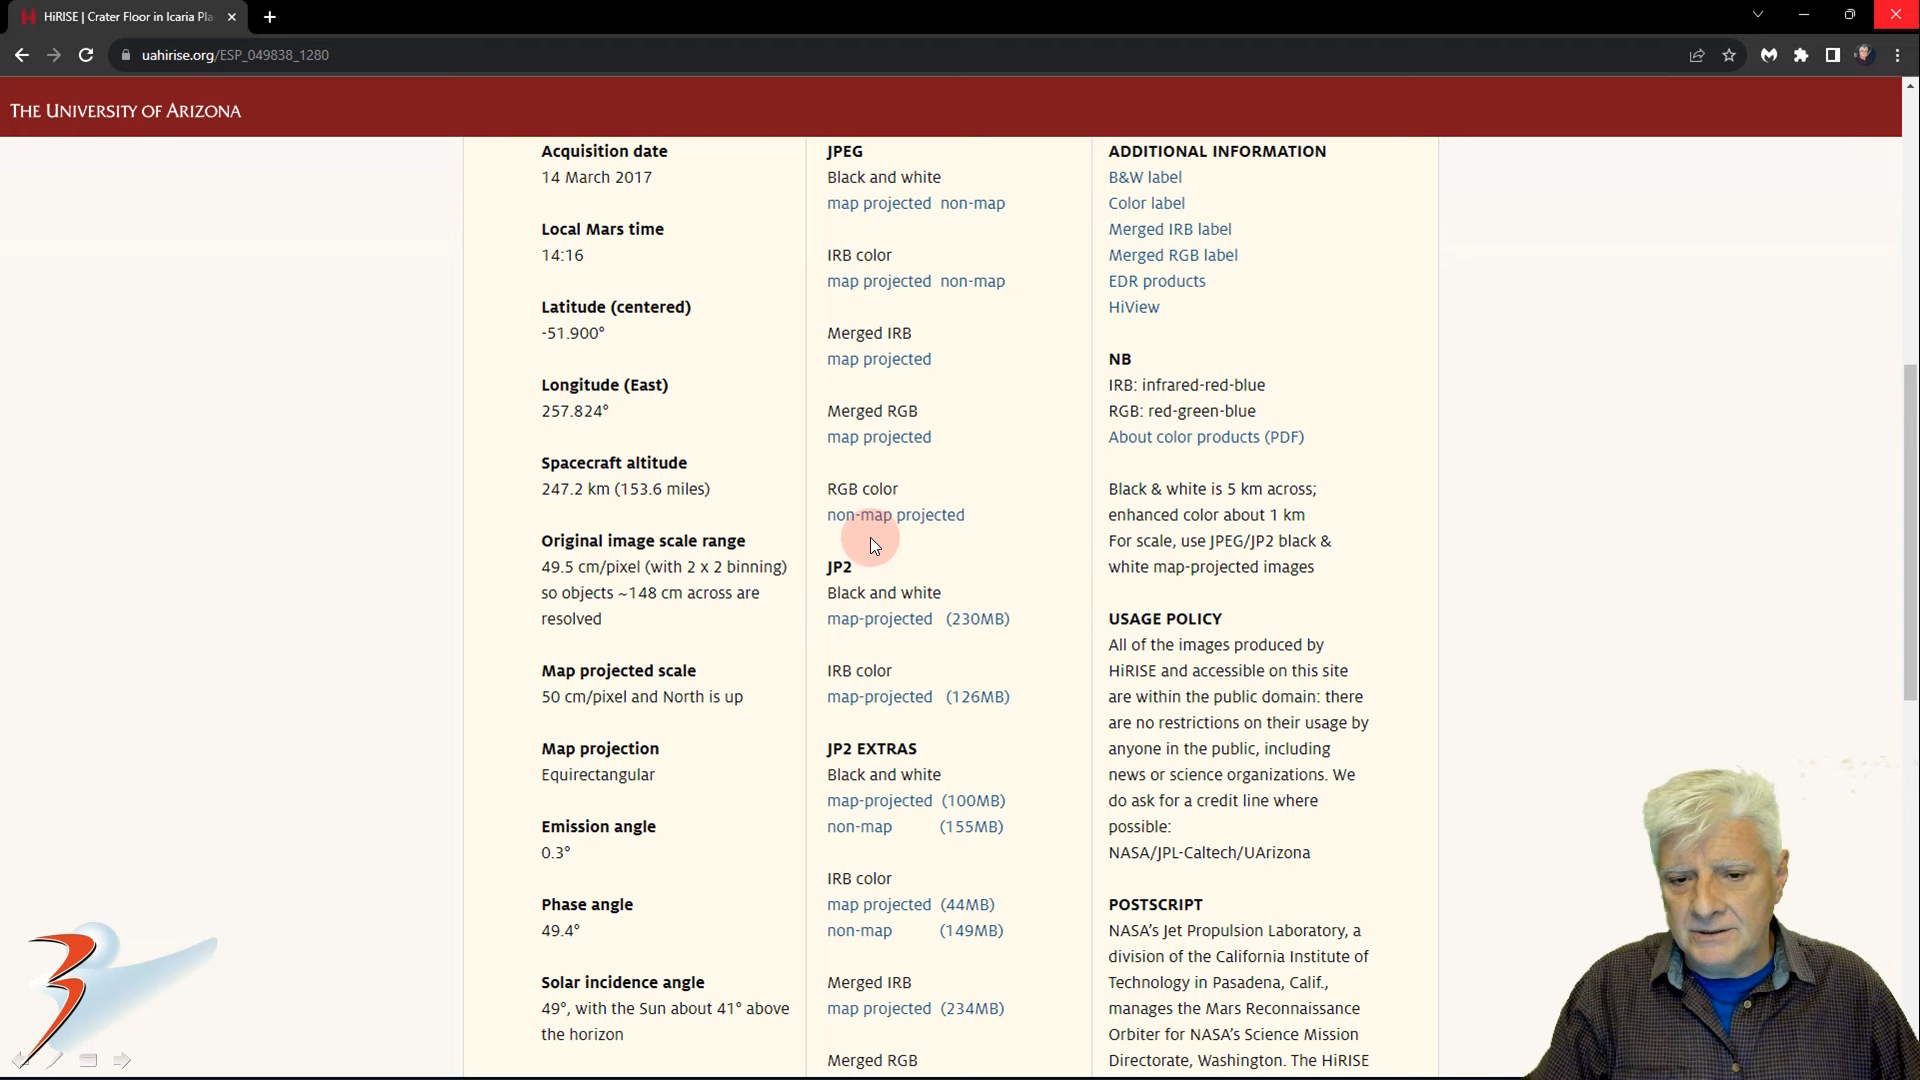 HiRISE | Crater Floor in Icaria Pla
uahirise.org/ESP_049838_1280
THE UNIVERSITY OF ARIZONA
Acquisition date
14 March 2017
Local Mars time
14:16
Latitude (centered)
-51.900°
Longitude (East)
257.824°
Spacecraft altitude
247.2 km (153.6 miles)
Original image scale range
49.5 cm/pixel (with 2 x 2 binning)
so objects ~148 cm across are
resolved
Map projected scale
50 cm/pixel and North is up
Map projection
Equirectangular
Emission angle
0.3°
Phase angle
49.4°
Solar incidence angle
49°, with the Sun about 41° above
the horizon
JPEG
Black and white
map projected non-map
IRB color
map projected non-map
Merged IRB
map projected
Merged RGB
map projected
RGB color
non-map projected
JP2
Black and white
map-projected (230MB)
IRB color
map-projected (126MB)
JP2 EXTRAS
Black and white
map-projected (100MB)
non-map (155MB)
IRB color
map projected (44MB)
non-map (149MB)
Merged IRB
map projected (234MB)
Merged RGB
ADDITIONAL INFORMATION
B&W label
Color label
Merged IRB label
Merged RGB label
EDR products
HiView
NB
IRB: infrared-red-blue
RGB: red-green-blue
About color products (PDF)
Black & white is 5 km across;
enhanced color about 1 km
For scale, use JPEG/JP2 black &
white map-projected images
USAGE POLICY
All of the images produced by
HiRISE and accessible on this site
are within the public domain: there
are no restrictions on their usage by
anyone in the public, including
news or science organizations. We
do ask for a credit line where
possible:
NASA/JPL-Caltech/UArizona
POSTSCRIPT
NASA's Jet Propulsion Laboratory, a
division of the California Institute of
Technology in Pasadena, Calif.,
manages the Mars Reconnaissance
Orbiter for NASA's Science Mission
Directorate, Washington. The HiRISE
3